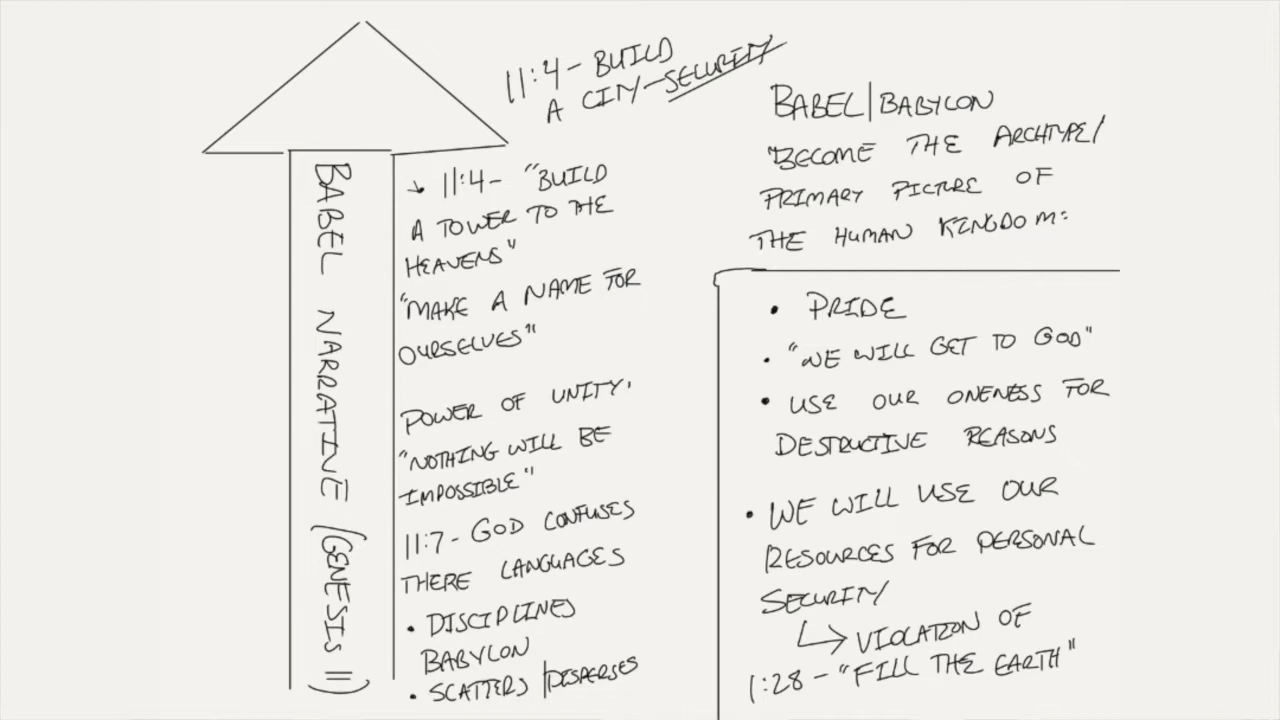 11:4- BUILD
A CITY-SECURITY
BABEL NARRATIVE (GENESIS 11)
11:4- "BUILD
A TOWER TO THE
HEAVENS"
"MAKE A NAME FOR
OURSELVES"
POWER OF UNITY.
"NOTHING WILL BE
IMPOSSIBLE"
11:7- GOD CONFUSES
THERE LANGUAGES
• DISCIPLINES
BABYLON
• SCATTERS/DISPERSES
BABEL|BABYLON
"BECOME THE ARCHTYPE/
PRIMARY PICTURE OF
THE HUMAN KINGDOM:
• PRIDE
• "WE WILL GET TO GOD"
• USE OUR ONENESS FOR
DESTRUCTIVE REASONS
• WE WILL USE OUR
RESOURCES FOR PERSONAL
SECURITY
VIOLATION OF
1:28- "FILL THE EARTH"